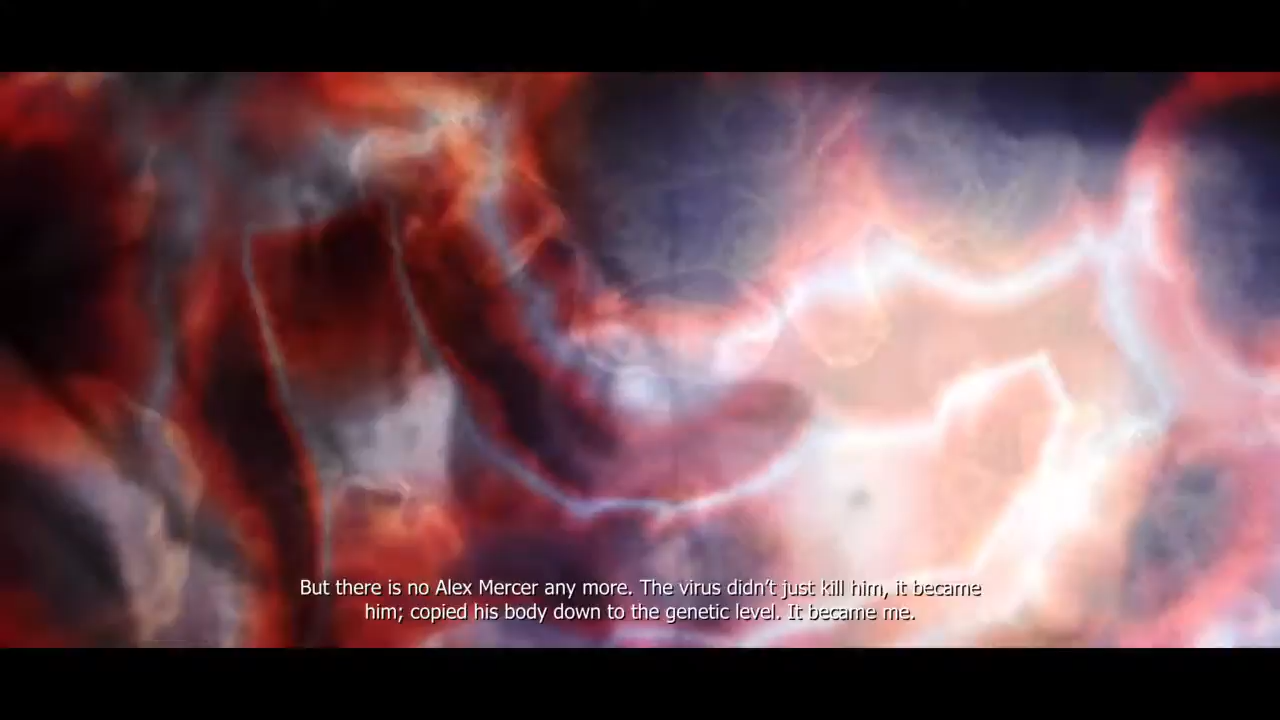 But there is no Alex Mercer any more. The virus didn't just kill him, it became
him; copied his body down to the genetic level. It became me.